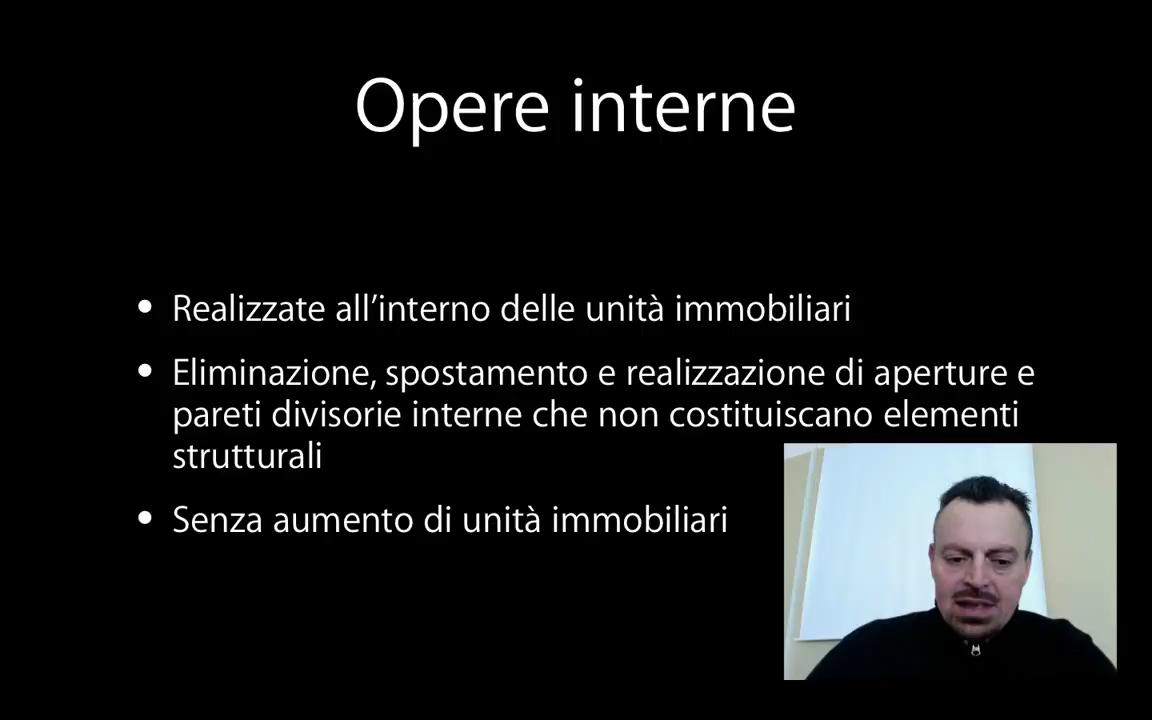 Opere interne
• Realizzate all’interno delle unità immobiliari
• Eliminazione, spostamento e realizzazione di aperture e
pareti divisorie interne che non costituiscano elementi
strutturali
• Senza aumento di unità immobiliari